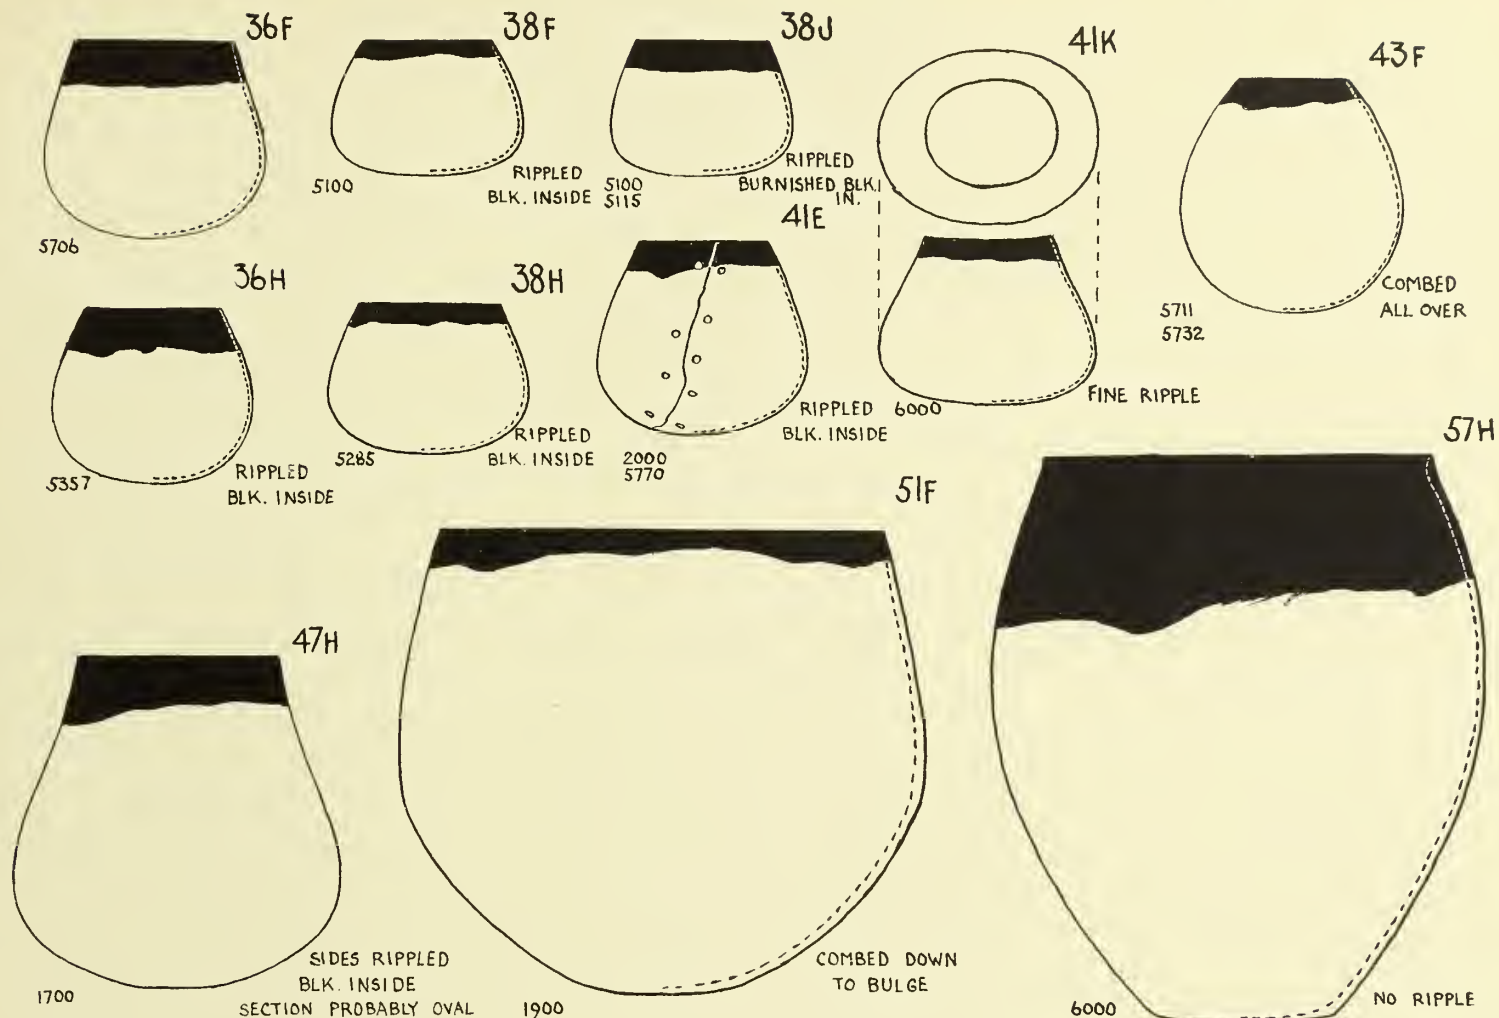 36F
5706
38F
5100
RIPPLED
BLK. INSIDE
38J
5100
5115
RIPPLED
BURNISHED BLK.
IN.
41K
6000
FINE RIPPLE
43F
5711
5732
COMBED
ALL OVER
36H
5357
RIPPLED
BLK. INSIDE
38H
5285
RIPPLED
BLK. INSIDE
41E
2000
5770
RIPPLED
BLK. INSIDE
47H
1700
SIDES RIPPLED
BLK. INSIDE
SECTION PROBABLY OVAL
51F
1900
COMBED DOWN
TO BULGE
57H
6000
NO RIPPLE